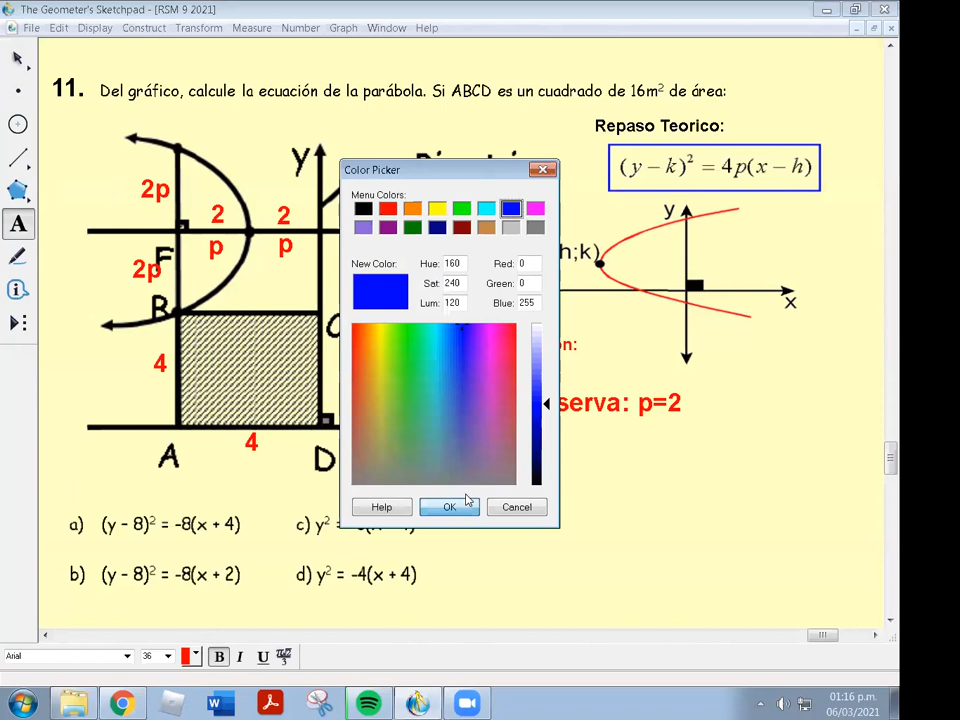 The Geometer's Sketchpad - [RSM 9 2021]
File Edit Display Construct Transform Measure Number Graph Window Help
11. Del gráfico, calcule la ecuación de la parábola. Si ABCD es un cuadrado de 16m² de área:
Repaso Teorico:
(y – k)² = 4p(x – h)
y
h;k)
x
Y
2p
2
2
p
p
F
2p
B
4
4
A
D
ón:
serva: p=2
Color Picker
Menu Colors:
New Color:
Hue: 160
Red: 0
Sat: 240
Green: 0
Lum: 120
Blue: 255
Help
OK
Cancel
a) (y – 8)² = -8(x + 4)
c) y²
b) (y – 8)² = -8(x + 2)
d) y² = -4(x + 4)
Arial
36
B I U
01:16 p.m.
06/03/2021